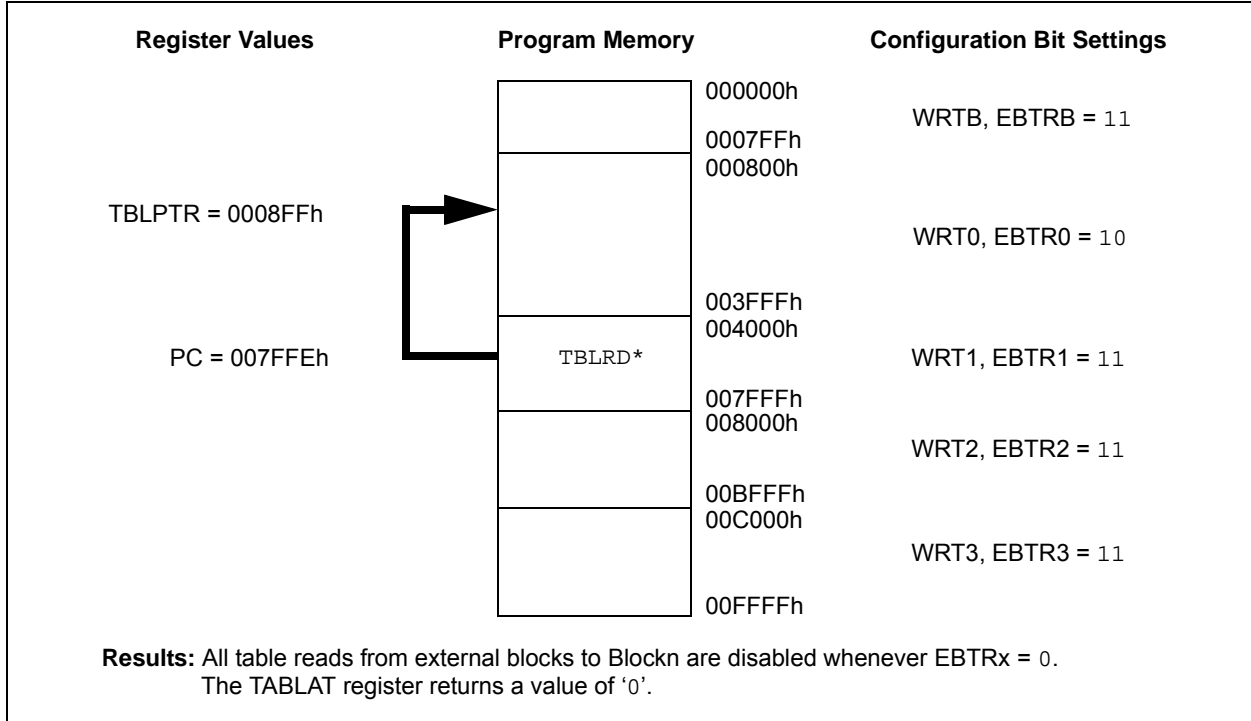 Register Values Program Memory Configuration Bit Settings
000000h
WRTB, EBTRB = 11
0007FFh
000800h
TBLPTR = 0008FFh
WRT0, EBTR0 = 10
003FFFh
004000h
PC = 007FFEh TBLRD* WRT1, EBTR1 = 11
007FFFh
008000h
WRT2, EBTR2 = 11
00BFFFh
00C000h
WRT3, EBTR3 = 11
00FFFFh
Results: All table reads from external blocks to Blockn are disabled whenever EBTRx = 0.
The TABLAT register returns a value of ‘0’.